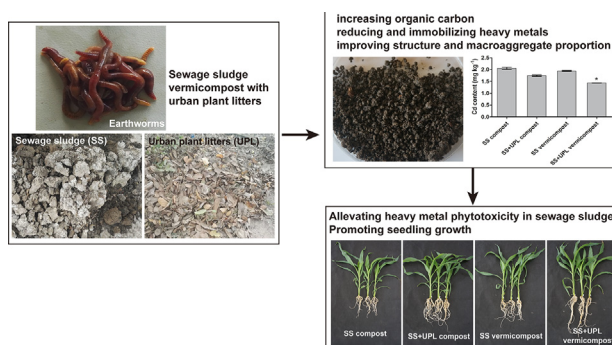 Sewage sludge
vermicompost with
urban plant litters
Earthworms
Sewage sludge (SS)
Urban plant litters (UPL)
increasing organic carbon
reducing and immobilizing heavy metals
improving structure and macroaggregate proportion
Cd content (mg kg-1)
2.5
2.0
1.5
1.0
0.5
0.0
*
SS compost
SS+UPL compost
SS vermicompost
SS+UPL vermicompost
Allevating heavy metal phytotoxicity in sewage sludge
Promoting seedling growth
SS compost
SS+UPL compost
SS vermicompost
SS+UPL
vermicompost